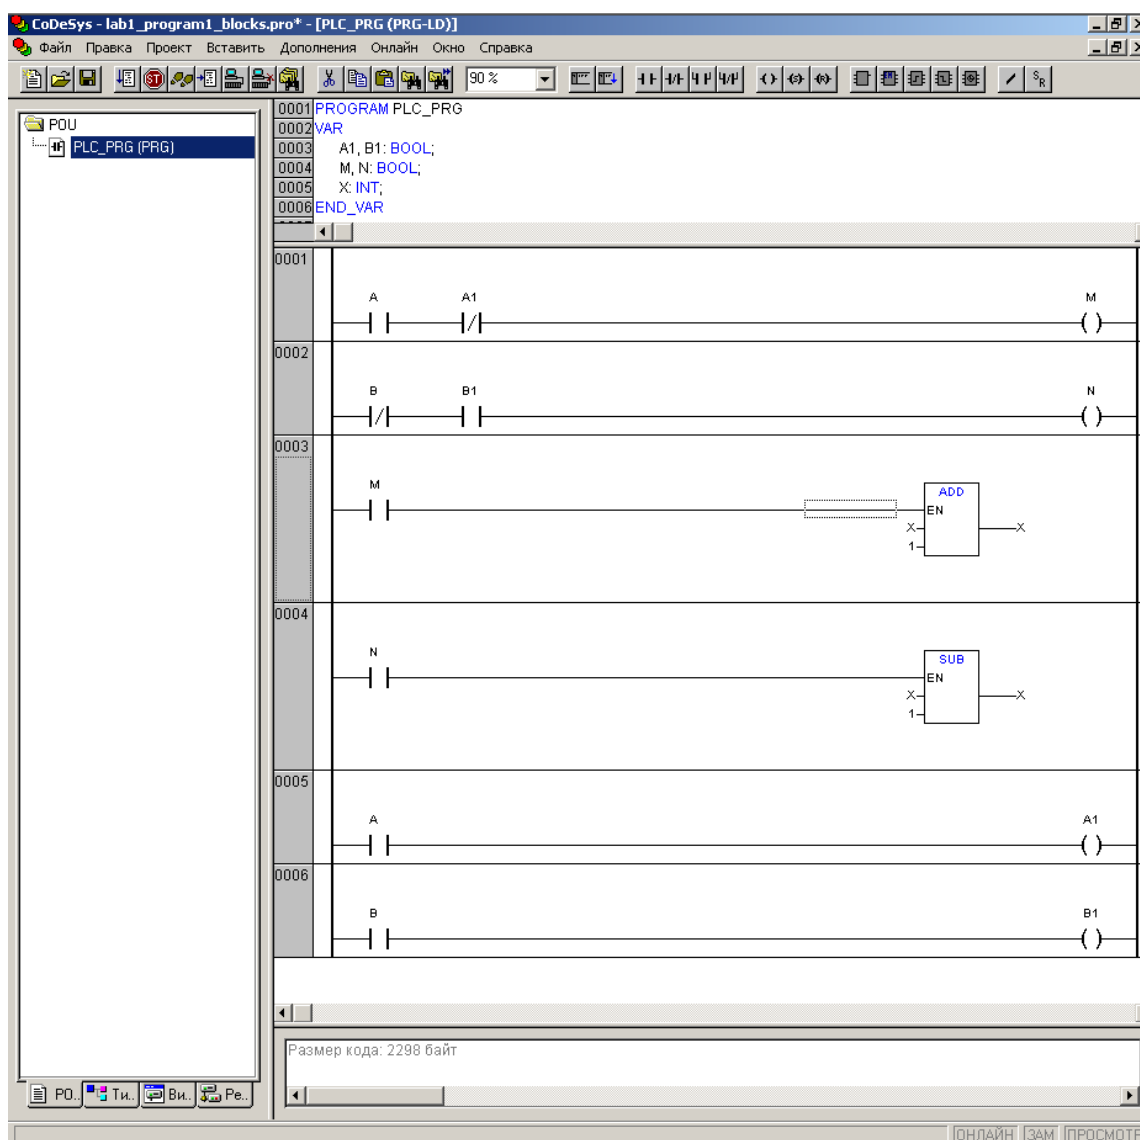 CoDeSys - lab1_program1_blocks.pro* - [PLC_PRG (PRG-LD)]
Файл Правка Проект Вставить Дополнения Онлайн Окно Справка
90 %
POU
PLC_PRG (PRG)
0001 PROGRAM PLC_PRG
0002 VAR
0003 A1, B1: BOOL;
0004 M, N: BOOL;
0005 X: INT;
0006 END_VAR
0001
A A1 M
0002
B B1 N
0003
M
ADD
EN
X X
1
0004
N
SUB
EN
X X
1
0005
A A1
0006
B B1
Размер кода: 2298 байт
PO.. Ти.. Ви.. Ре..
ОНЛАЙН ЗАМ ПРОСМОТР